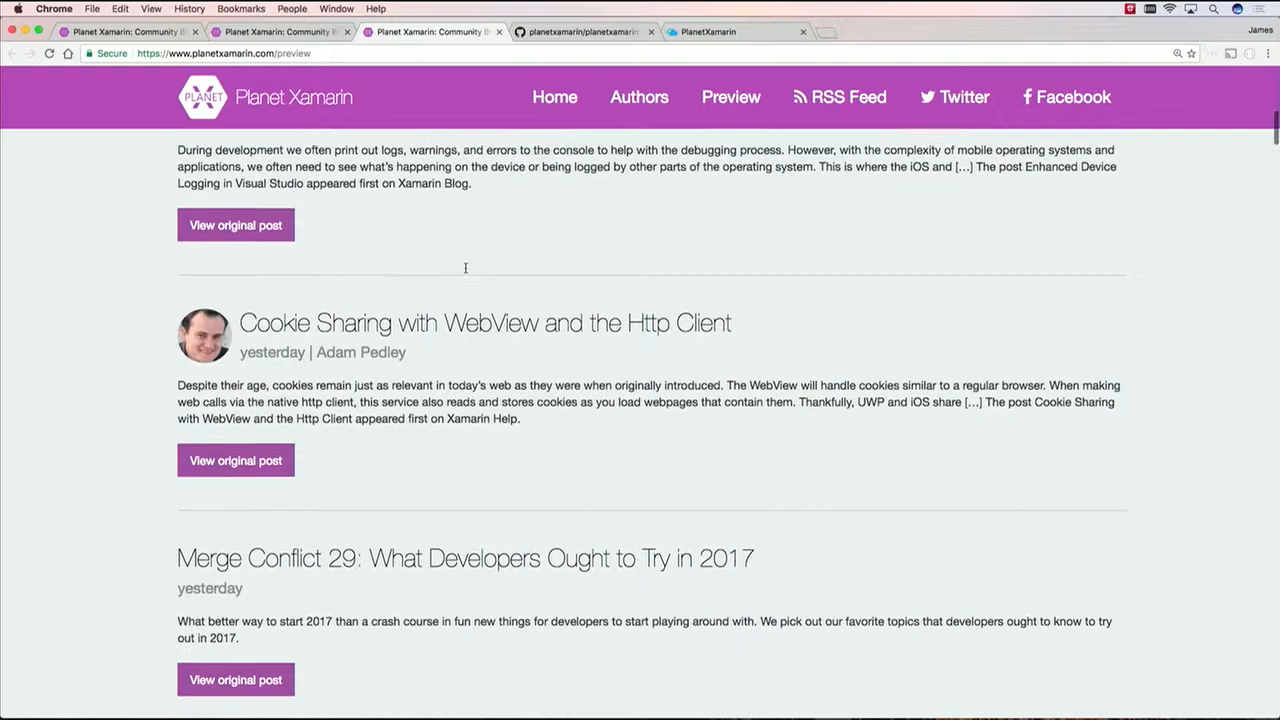 Chrome File Edit View History Bookmarks People Window Help
Planet Xamarin: Community B
Planet Xamarin: Community B
Planet Xamarin: Community B
planetxamarin/planetxamarin
PlanetXamarin
James
Secure https://www.planetxamarin.com/preview
PLANET
Planet Xamarin
Home
Authors
Preview
RSS Feed
Twitter
Facebook
During development we often print out logs, warnings, and errors to the console to help with the debugging process. However, with the complexity of mobile operating systems and
applications, we often need to see what's happening on the device or being logged by other parts of the operating system. This is where the iOS and […] The post Enhanced Device
Logging in Visual Studio appeared first on Xamarin Blog.
View original post
Cookie Sharing with WebView and the Http Client
yesterday | Adam Pedley
Despite their age, cookies remain just as relevant in today's web as they were when originally introduced. The WebView will handle cookies similar to a regular browser. When making
web calls via the native http client, this service also reads and stores cookies as you load webpages that contain them. Thankfully, UWP and iOS share […] The post Cookie Sharing
with WebView and the Http Client appeared first on Xamarin Help.
View original post
Merge Conflict 29: What Developers Ought to Try in 2017
yesterday
What better way to start 2017 than a crash course in fun new things for developers to start playing around with. We pick out our favorite topics that developers ought to know to try
out in 2017.
View original post